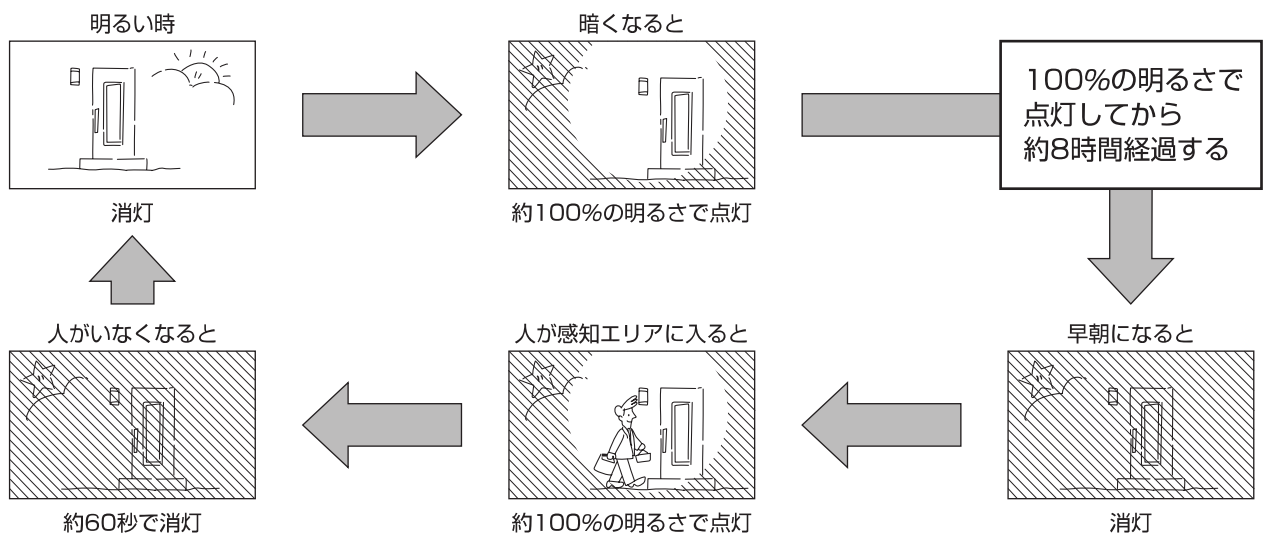 明るい時
消灯
暗くなると
約100%の明るさで点灯
100%の明るさで
点灯してから
約8時間経過する
早朝になると
消灯
人が感知エリアに入ると
約100%の明るさで点灯
人がいなくなると
約60秒で消灯